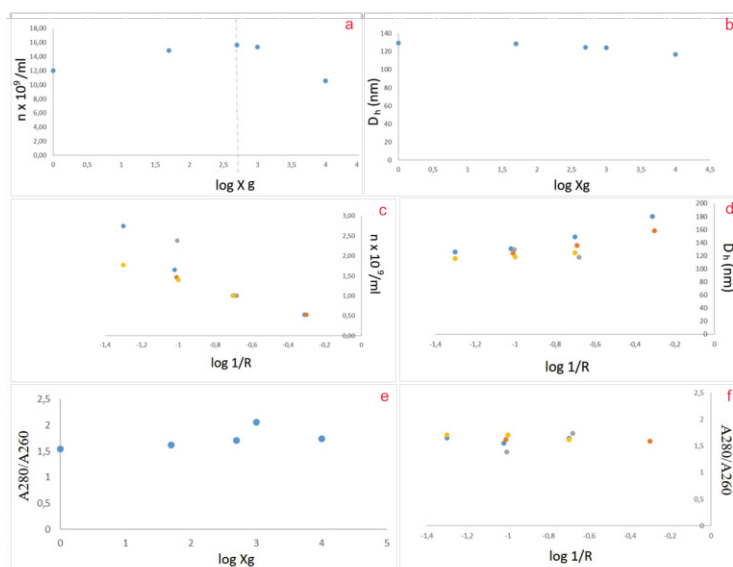 a
n x 10⁹/ml
18,00
16,00
14,00
12,00
10,00
8,00
6,00
4,00
2,00
0,00
0 0,5 1 1,5 2 2,5 3 3,5 4 4
log X g
b
D h (nm)
140
120
100
80
60
40
20
0
0 0,5 1 1,5 2 2,5 3 3,5 4 4,5
log Xg
c
n x 10⁹/ml
3,00
2,50
2,00
1,50
1,00
0,50
0,00
-1,4 -1,2 -1 -0,8 -0,6 -0,4 -0,2 0
log 1/R
d
D h (nm)
200
180
160
140
120
100
80
60
40
20
0
-1,4 -1,2 -1 -0,8 -0,6 -0,4 -0,2 0
log 1/R
e
A280/A260
2,5
2
1,5
1
0,5
0
0 1 2 3 4 5
log Xg
f
A280/A260
2,5
2
1,5
1
0,5
0
-1,4 -1,2 -1 -0,8 -0,6 -0,4 -0,2 0
log 1/R